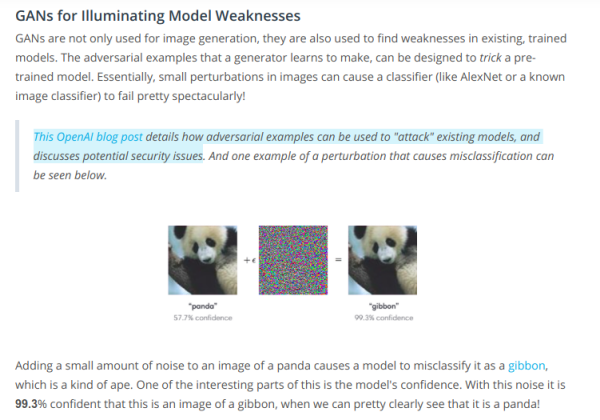 GANs for Illuminating Model Weaknesses
GANs are not only used for image generation, they are also used to find weaknesses in existing, trained
models. The adversarial examples that a generator learns to make, can be designed to trick a pre-
trained model. Essentially, small perturbations in images can cause a classifier (like AlexNet or a known
image classifier) to fail pretty spectacularly!
This OpenAI blog post details how adversarial examples can be used to "attack" existing models, and
discusses potential security issues. And one example of a perturbation that causes misclassification can
be seen below.
+ ϵ =
"panda" "gibbon"
57.7% confidence 99.3% confidence
Adding a small amount of noise to an image of a panda causes a model to misclassify it as a gibbon,
which is a kind of ape. One of the interesting parts of this is the model's confidence. With this noise it is
99.3% confident that this is an image of a gibbon, when we can pretty clearly see that it is a panda!